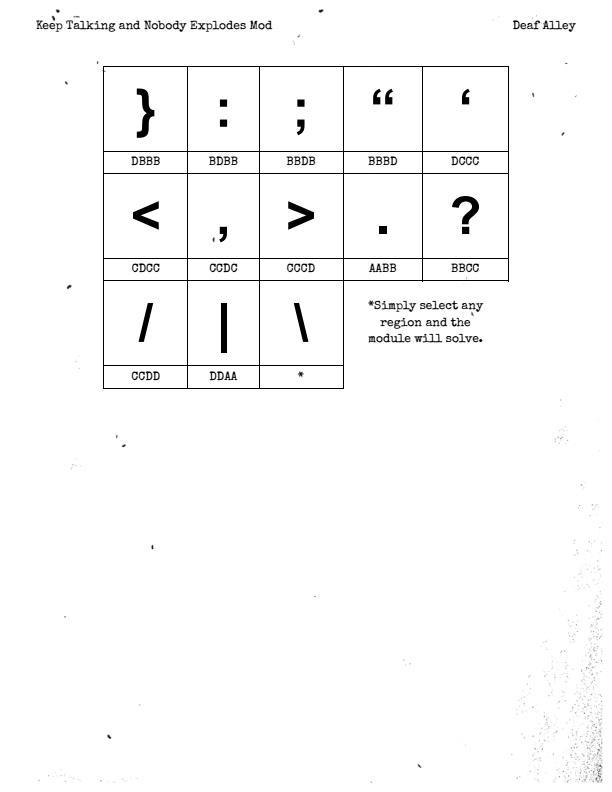 Keep Talking and Nobody Explodes Mod Deaf Alley
} : ; “ ‘
DBBB BDBB BBDB BBBD DCCC
< , > . ?
CDCC CCDC CCCD AABB BBCC
/ | \
CCDD DDAA *
*Simply select any
region and the
module will solve.